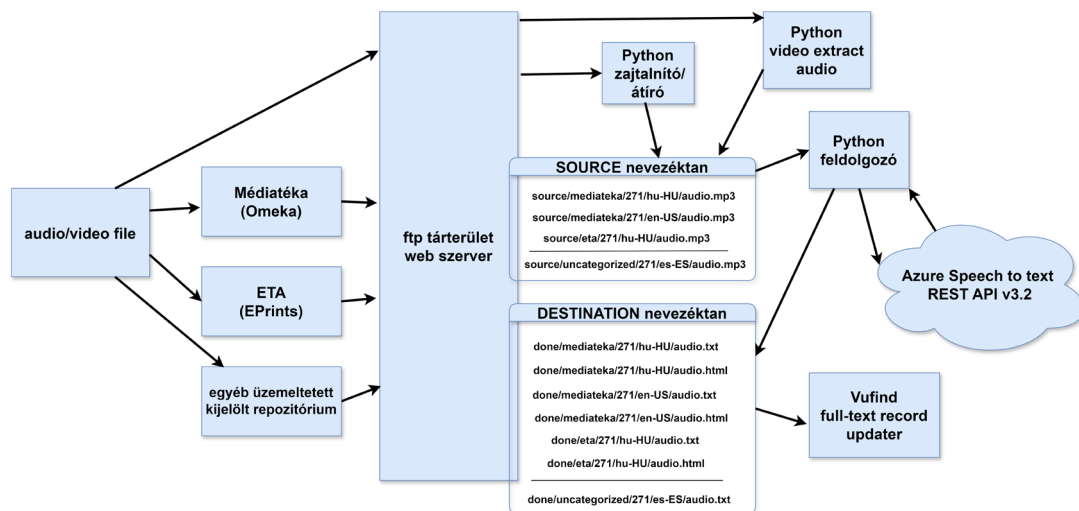 audio/video file
Médiatéka
(Omeka)
ETA
(EPrints)
egyéb üzemeltetett
kijelölt repozitórium
ftp tárterület
web szerver
Python
zajtalnító/
átíró
Python
video extract
audio
SOURCE nevezéktan
source/mediateka/271/hu-HU/audio.mp3
source/mediateka/271/en-US/audio.mp3
source/eta/271/hu-HU/audio.mp3
source/uncategorized/271/es-ES/audio.mp3
DESTINATION nevezéktan
done/mediateka/271/hu-HU/audio.txt
done/mediateka/271/hu-HU/audio.html
done/mediateka/271/en-US/audio.txt
done/mediateka/271/en-US/audio.html
done/eta/271/hu-HU/audio.txt
done/eta/271/hu-HU/audio.html
done/uncategorized/271/es-ES/audio.txt
Python
feldolgozó
Azure Speech to text
REST API v3.2
Vufind
full-text record
updater